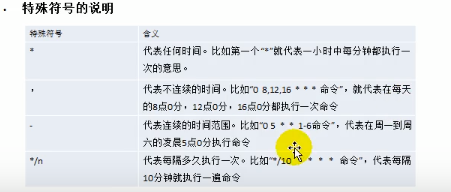 · 特殊符号的说明
特殊符号 含义
* 代表任何时间。比如第一个“*”就代表一小时中每分钟都执行一
次的意思。
, 代表不连续的时间。比如“0 8,12,16 * * * 命令”，就代表在每天
的8点0分，12点0分，16点0分都执行一次命令
- 代表连续的时间范围。比如“0 5 * * 1-6命令”，代表在周一到周
六的凌晨5点0分执行命令
*/n 代表每隔多久执行一次。比如“*/10 * * * * 命令”，代表每隔
10分钟就执行一遍命令